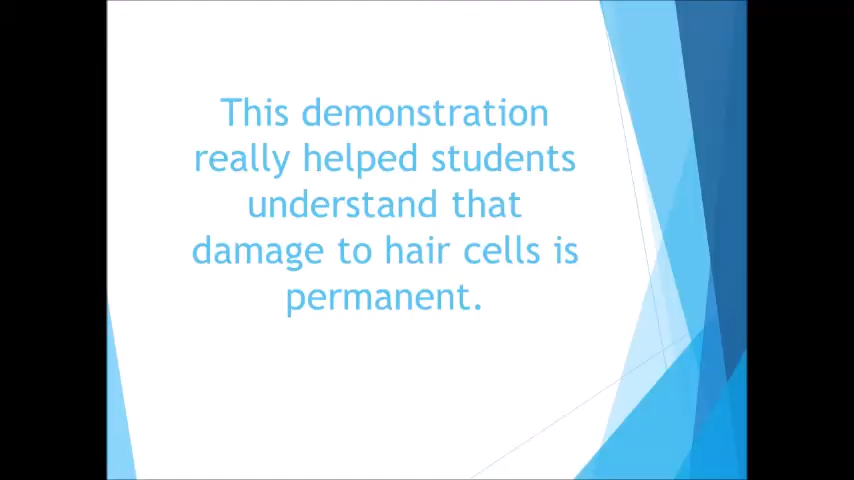 This demonstration
really helped students
understand that
damage to hair cells is
permanent.